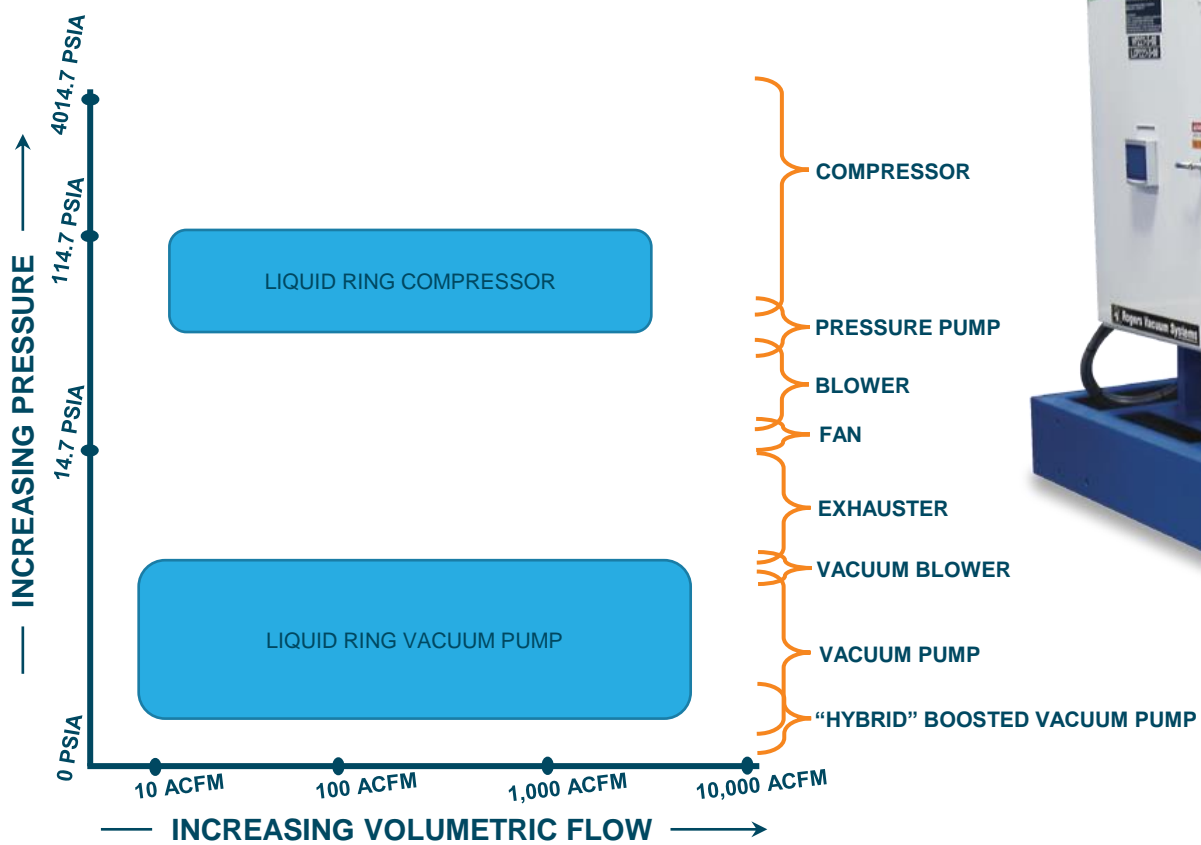 4014.7 PSIA
114.7 PSIA
14.7 PSIA
0 PSIA
INCREASING PRESSURE
LIQUID RING COMPRESSOR
LIQUID RING VACUUM PUMP
COMPRESSOR
PRESSURE PUMP
BLOWER
FAN
EXHAUSTER
VACUUM BLOWER
VACUUM PUMP
“HYBRID” BOOSTED VACUUM PUMP
10 ACFM
100 ACFM
1,000 ACFM
10,000 ACFM
INCREASING VOLUMETRIC FLOW
Rogers Vacuum Systems